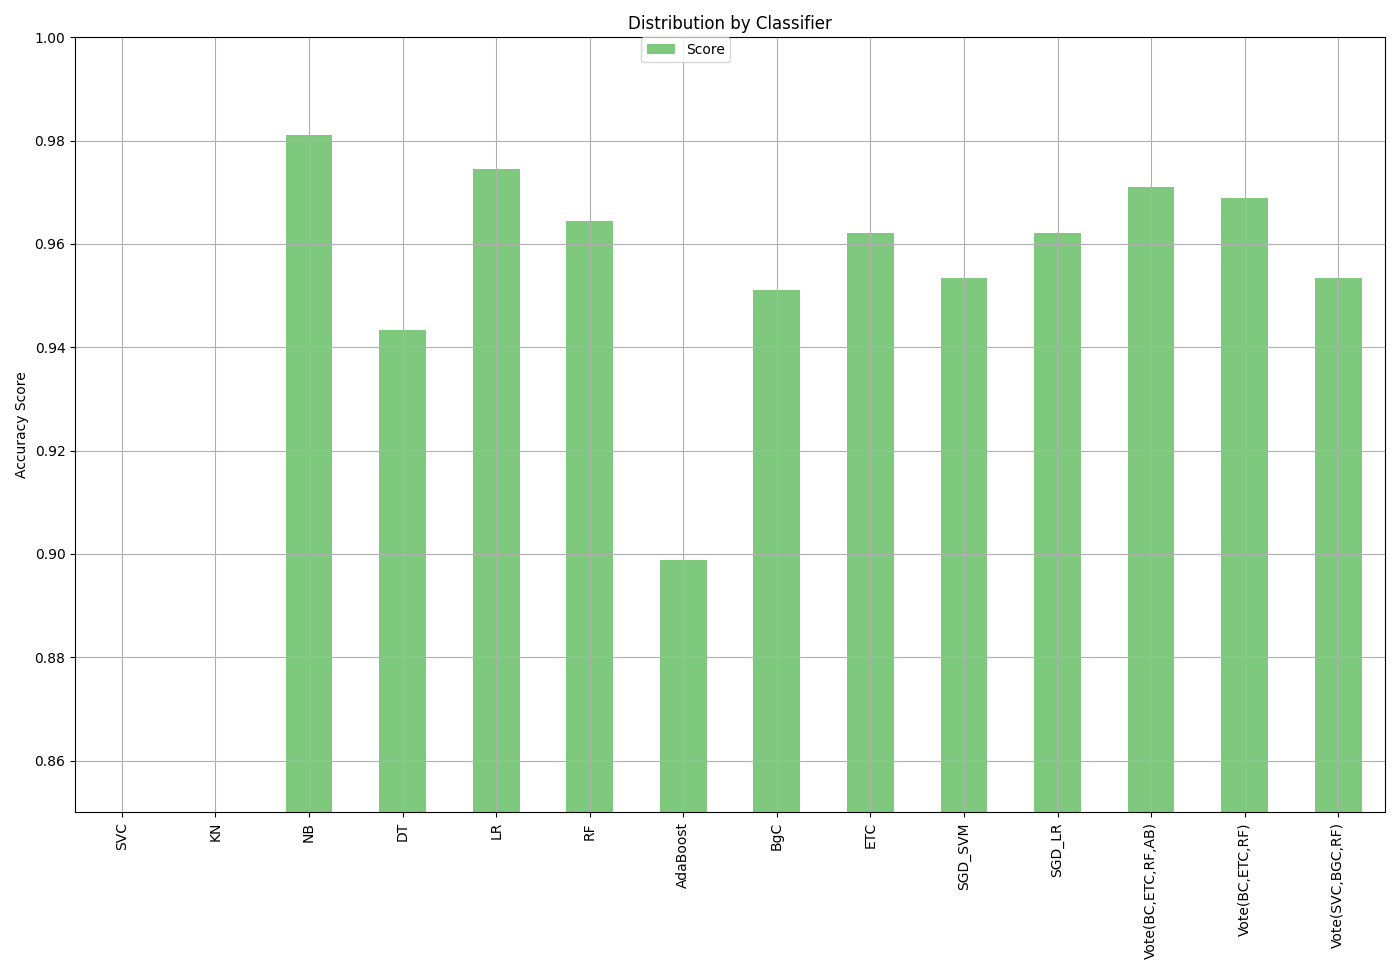 Distribution by Classifier
Score
Accuracy Score
1.00
0.98
0.96
0.94
0.92
0.90
0.88
0.86
SVC
KN
NB
DT
LR
RF
AdaBoost
BgC
ETC
SGD_SVM
SGD_LR
Vote(BC,ETC,RF,AB)
Vote(BC,ETC,RF)
Vote(SVC,BGC,RF)